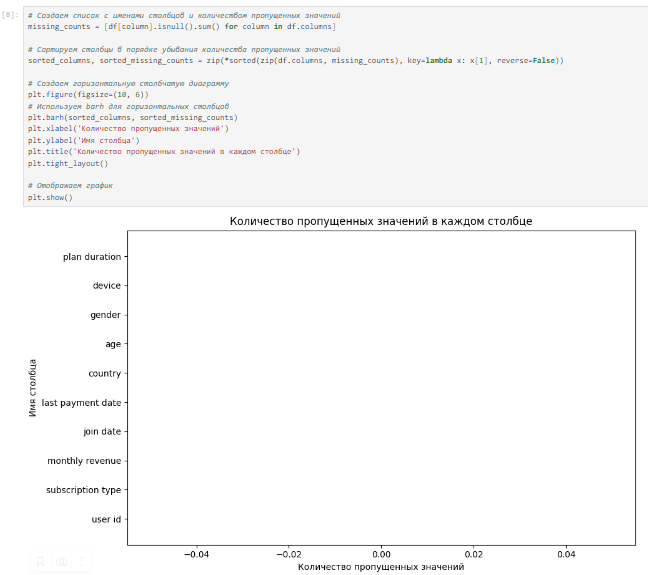 [8]:
# Создаем список с именами столбцов и количеством пропущенных значений
missing_counts = [df[column].isnull().sum() for column in df.columns]
# Сортируем столбцы в порядке убывания количества пропущенных значений
sorted_columns, sorted_missing_counts = zip(*sorted(zip(df.columns, missing_counts), key=lambda x: x[1], reverse=False))
# Создаем горизонтальную столбчатую диаграмму
plt.figure(figsize=(10, 6))
# Используем barh для горизонтальных столбцов
plt.barh(sorted_columns, sorted_missing_counts)
plt.xlabel('Количество пропущенных значений')
plt.ylabel('Имя столбца')
plt.title('Количество пропущенных значений в каждом столбце')
plt.tight_layout()
# Отображаем график
plt.show()
Количество пропущенных значений в каждом столбце
plan duration
device
gender
age
country
last payment date
join date
monthly revenue
subscription type
user id
Имя столбца
−0.04 −0.02 0.00 0.02 0.04
Количество пропущенных значений